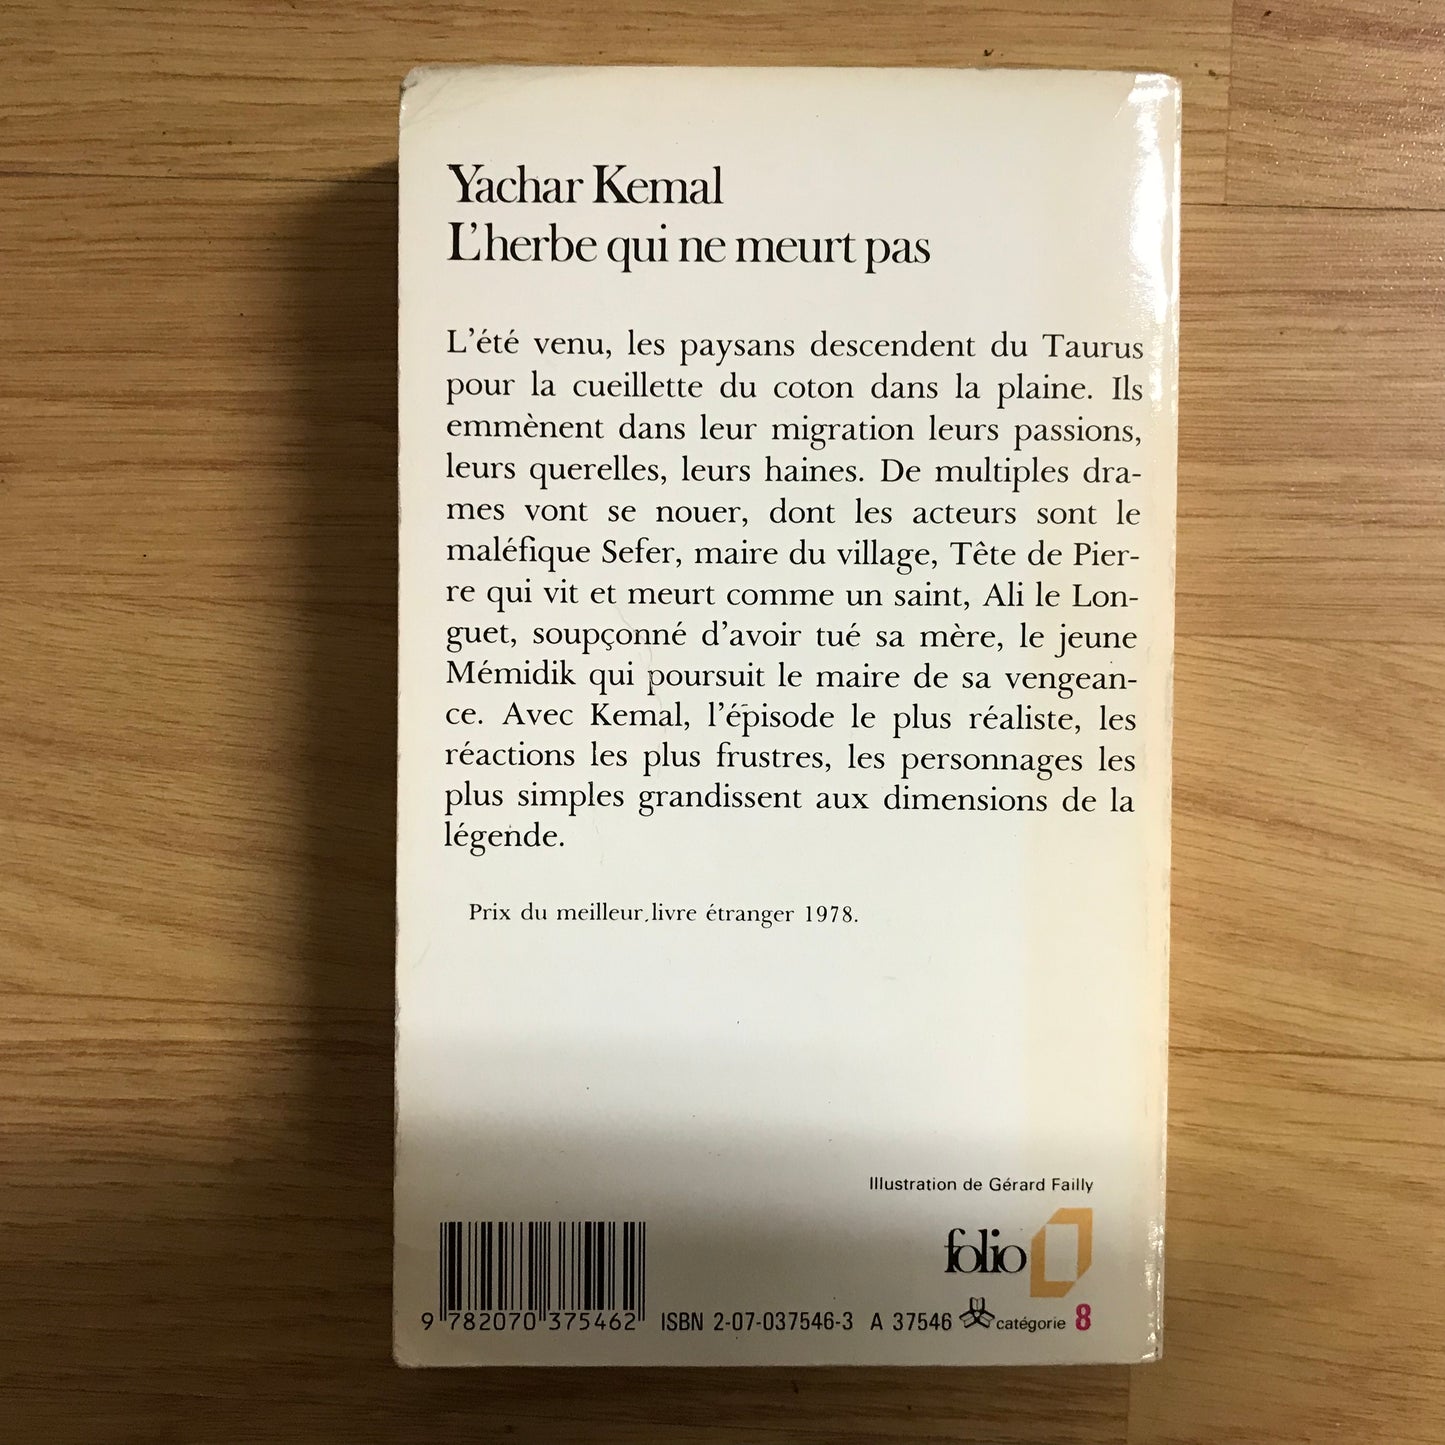 Yachar Kemal
L'herbe qui ne meurt pas
L'été venu, les paysans descendent du Taurus
pour la cueillette du coton dans la plaine. Ils
emmènent dans leur migration leurs passions,
leurs querelles, leurs haines. De multiples dra-
mes vont se nouer, dont les acteurs sont le
maléfique Sefer, maire du village, Tête de Pier-
re qui vit et meurt comme un saint, Ali le Lon-
guet, soupçonné d'avoir tué sa mère, le jeune
Mémidik qui poursuit le maire de sa vengean-
ce. Avec Kemal, l'épisode le plus réaliste, les
réactions les plus frustres, les personnages les
plus simples grandissent aux dimensions de la
légende.
Prix du meilleur livre étranger 1978.
Illustration de Gérard Failly
folio
9 782070 375462 ISBN 2-07-037546-3 A 37546 catégorie 8